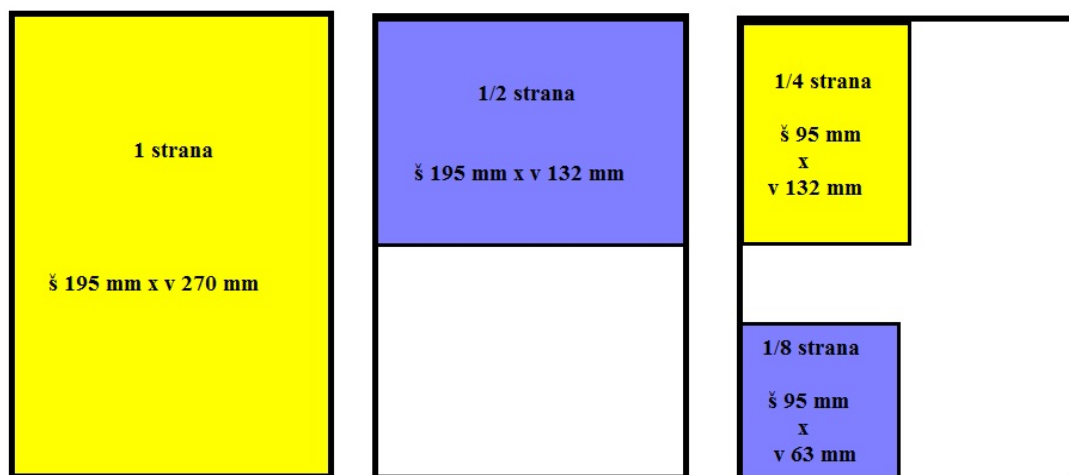 1 strana
š 195 mm x v 270 mm
1/2 strana
š 195 mm x v 132 mm
1/4 strana
š 95 mm
x
v 132 mm
1/8 strana
š 95 mm
x
v 63 mm